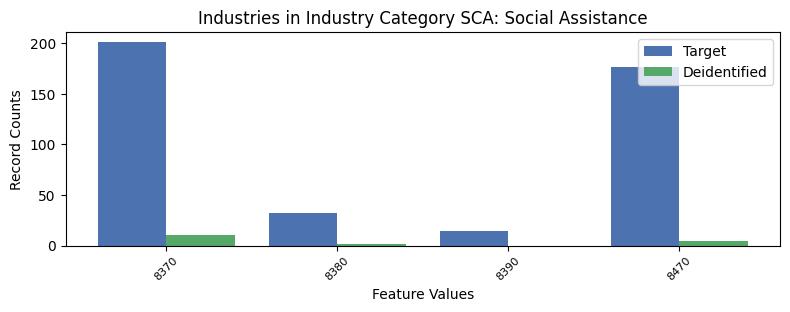 Industries in Industry Category SCA: Social Assistance
Target
Deidentified
200
150
100
50
0
Record Counts
8370
8380
8390
8470
Feature Values